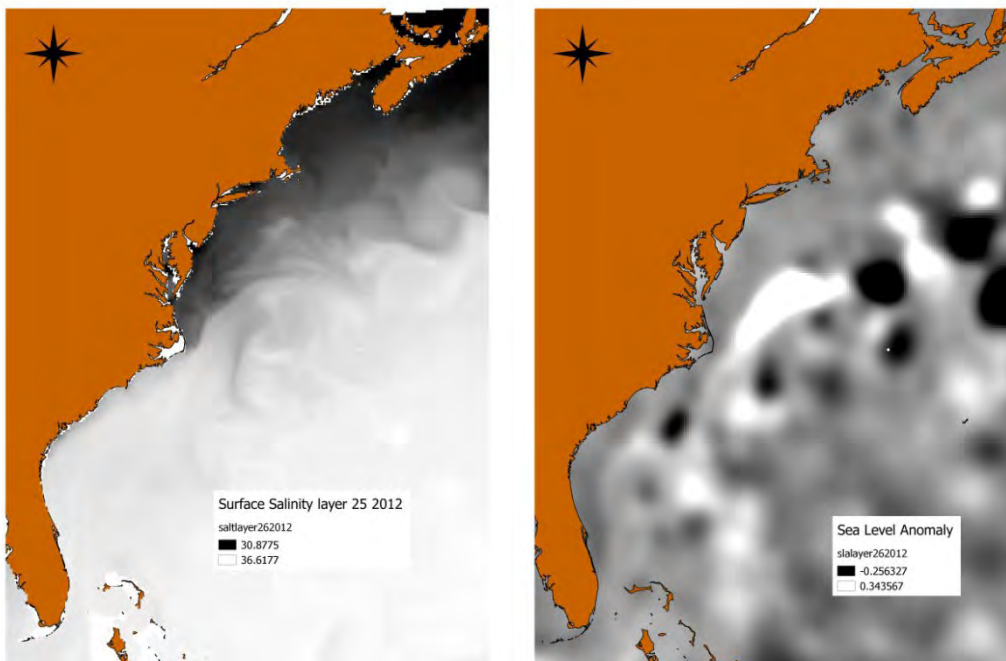 Surface Salinity layer 25 2012
saltlayer262012
30.8775
36.6177
Sea Level Anomaly
slalayer262012
-0.256327
0.343567